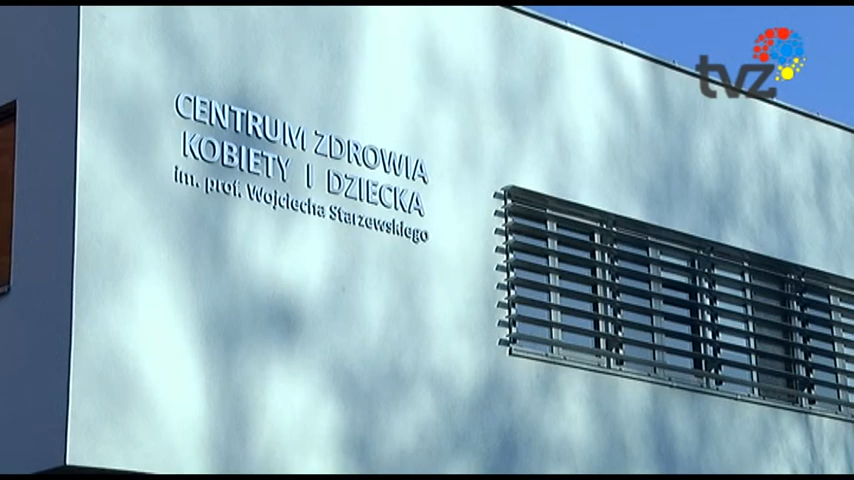 tvz
CENTRUM ZDROWIA
KOBIETY I DZIECKA
im. prof. Wojciecha Starzewskiego